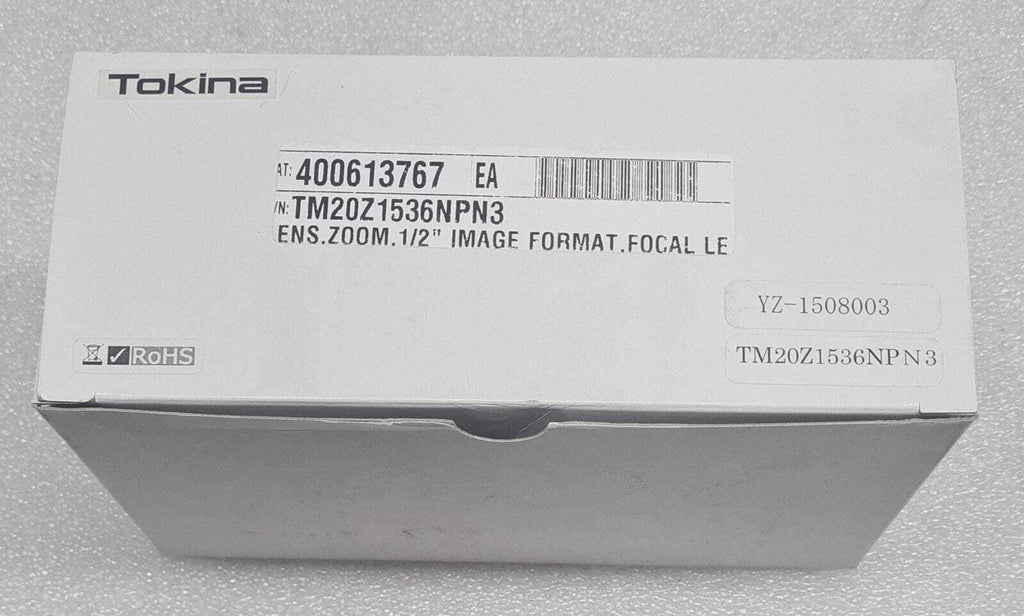 Tokina
AT: 400613767 EA
/N: TM20Z1536NPN3
ENS.ZOOM.1/2" IMAGE FORMAT.FOCAL LE
YZ-1508003
TM20Z1536NPN3
RoHS